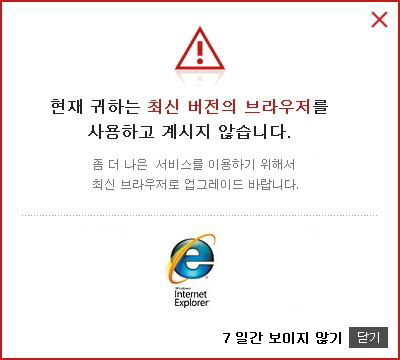 현재 귀하는 최신 버전의 브라우저를
사용하고 계시지 않습니다.
좀 더 나은 서비스를 이용하기 위해서
최신 브라우저로 업그레이드 바랍니다.
Windows
Internet
Explorer
7 일간 보이지 않기 닫기